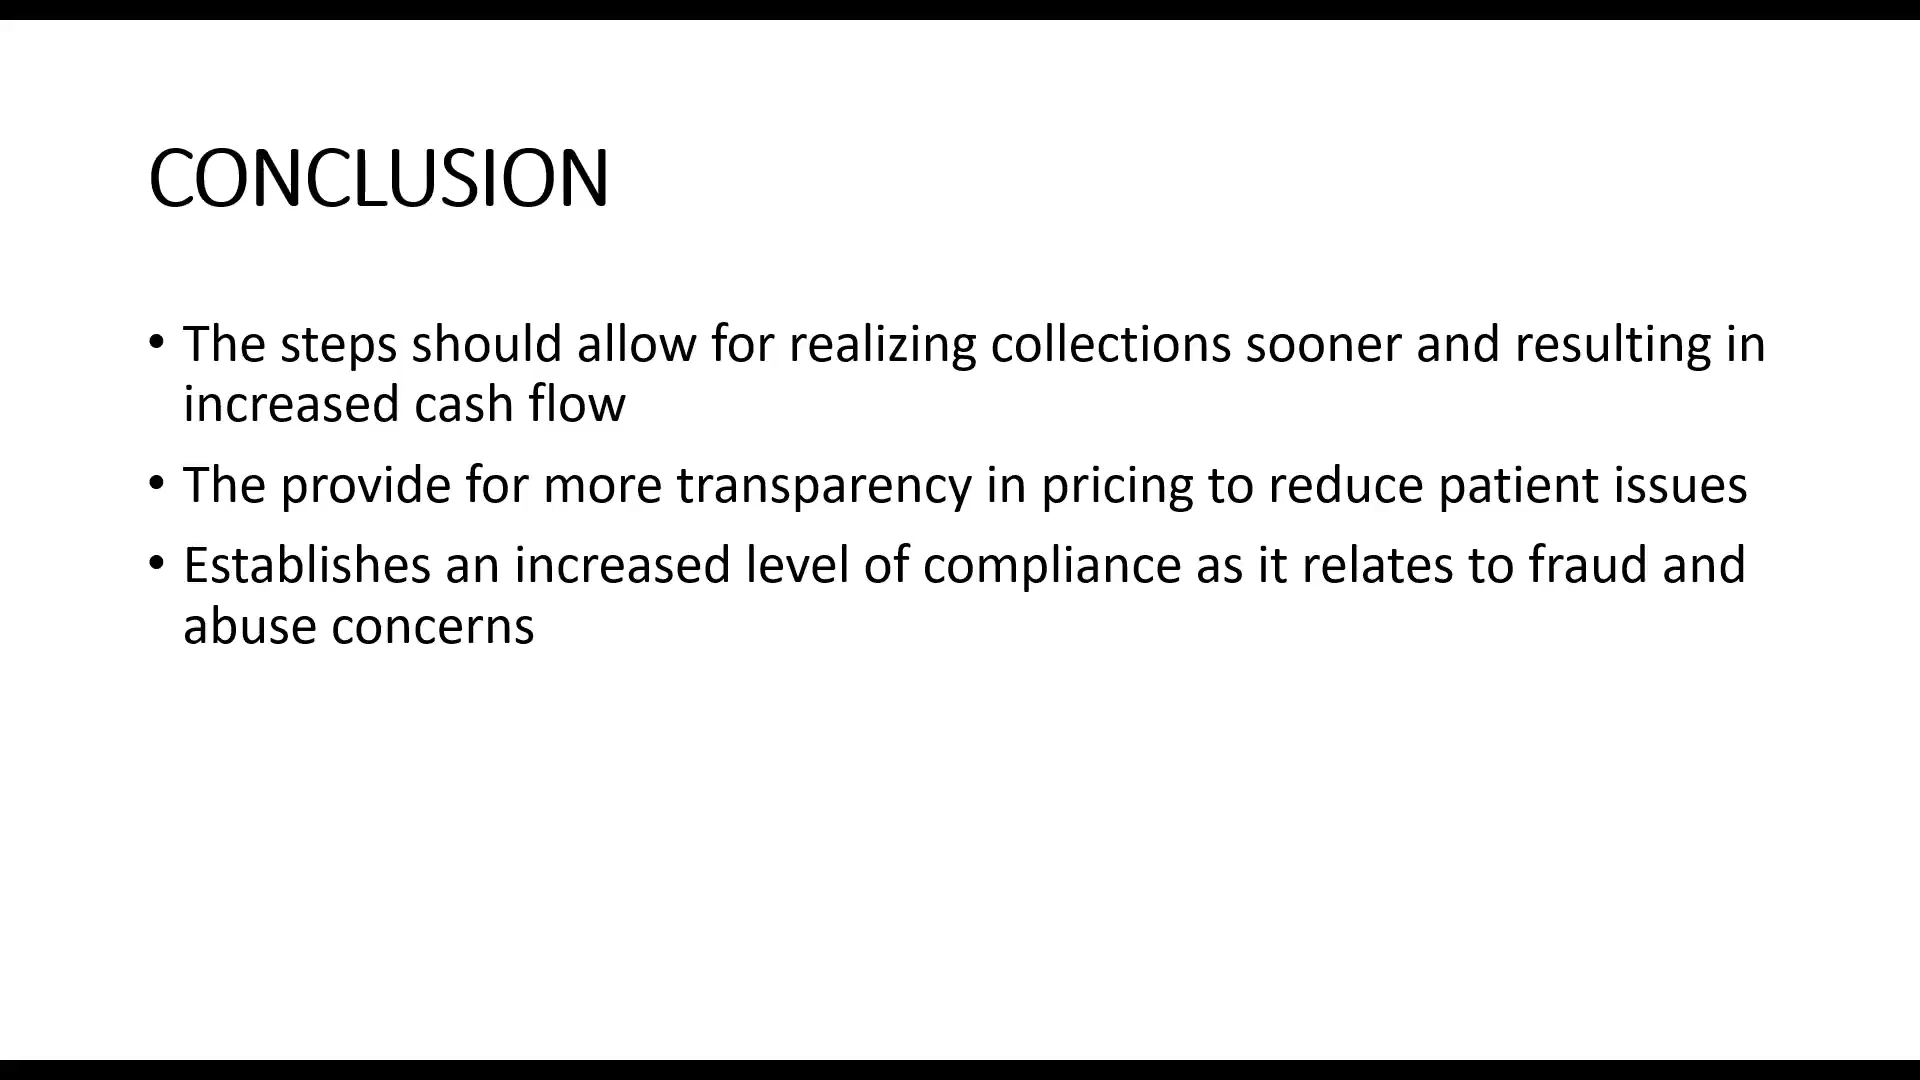 CONCLUSION
• The steps should allow for realizing collections sooner and resulting in
increased cash flow
• The provide for more transparency in pricing to reduce patient issues
• Establishes an increased level of compliance as it relates to fraud and
abuse concerns